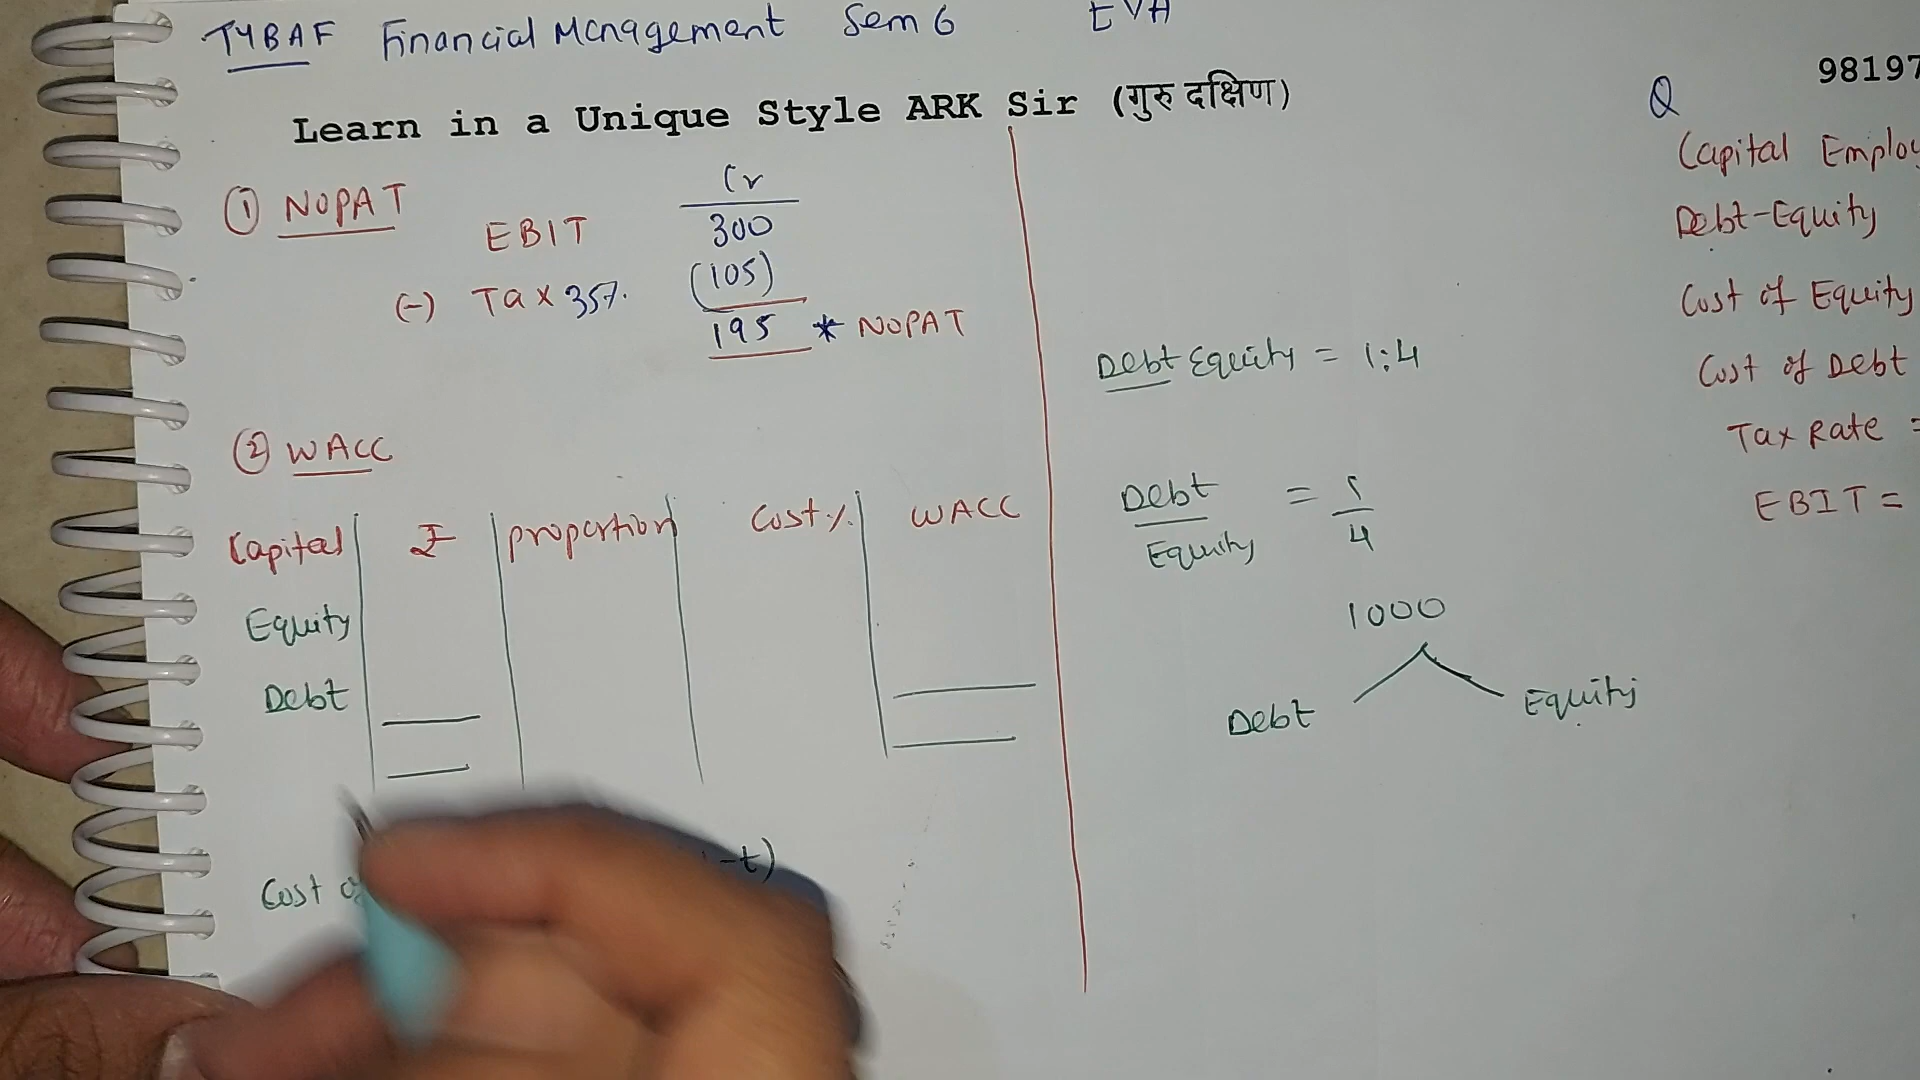 TYBAF Financial Management Sem 6 EVA
Learn in a Unique Style ARK Sir (गुरु दक्षिण)
98197
① NOPAT
Cr
EBIT 300
(-) Tax 35% (105)
195 * NOPAT
② WACC
Capital ₹ proportion Cost % WACC
Equity
Debt
Cost
-t)
Debt Equity = 1:4
Debt = 1
Equity 4
1000
Debt Equity
Q
Capital
Debt-Equity
Cost of Equity
Cost of Debt
Tax Rate =
EBIT =